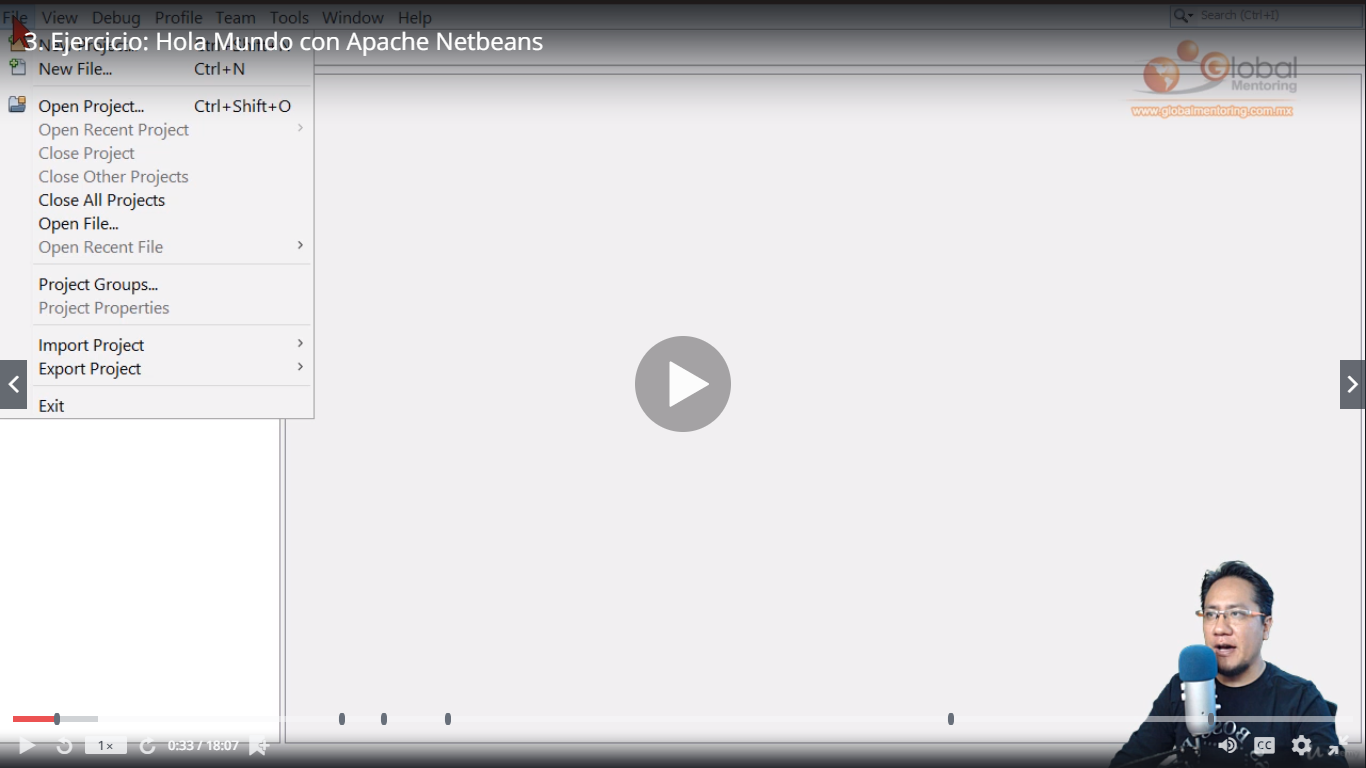 File View Debug Profile Team Tools Window Help
Search (Ctrl+I)
3. Ejercicio: Hola Mundo con Apache Netbeans
New Project...
New File... Ctrl+N
Open Project... Ctrl+Shift+O
Open Recent Project
Close Project
Close Other Projects
Close All Projects
Open File...
Open Recent File
Project Groups...
Project Properties
Import Project
Export Project
Exit
Global
Mentoring
www.globalmentoring.com.mx
1×
0:33 / 18:07
CC